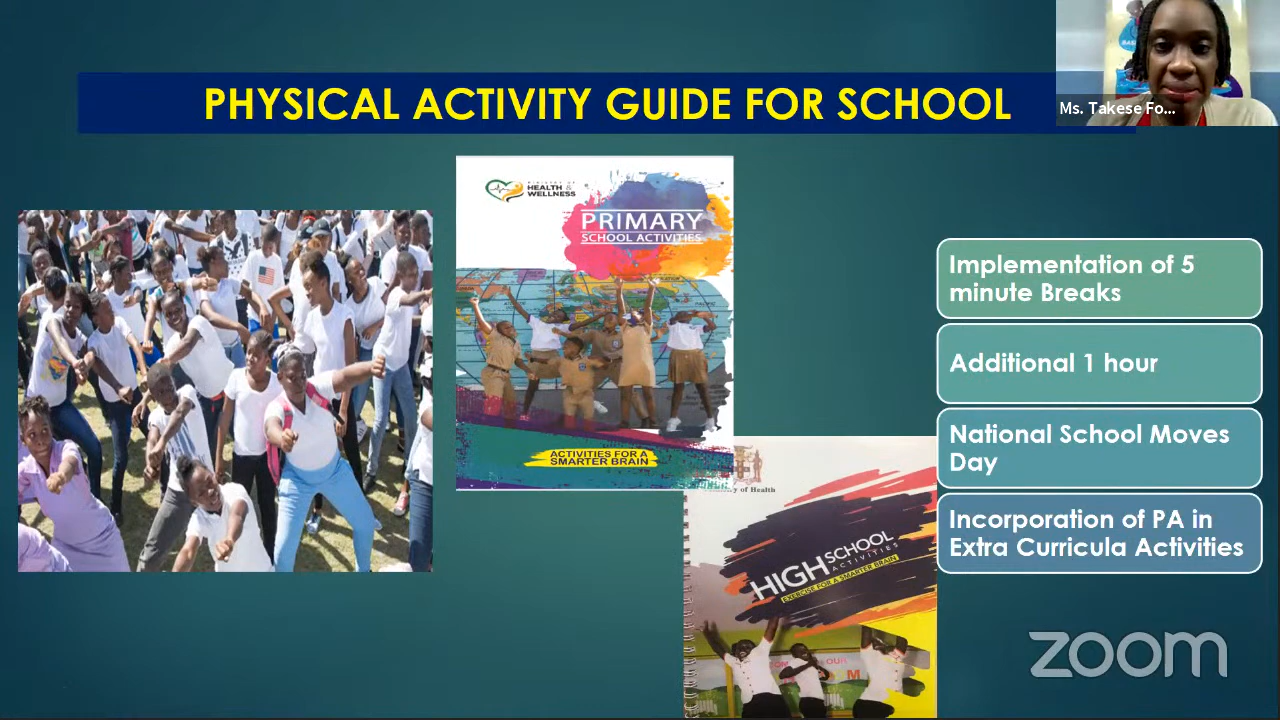 PHYSICAL ACTIVITY GUIDE FOR SCHOOL
Ms. Takese Fo...
HEALTH &
WELLNESS
PRIMARY
SCHOOL ACTIVITIES
ACTIVITIES FOR A
SMARTER BRAIN
of Health
HIGH SCHOOL
ACTIVITIES
EXERCISE FOR A SMARTER BRAIN
Implementation of 5
minute Breaks
Additional 1 hour
National School Moves
Day
Incorporation of PA in
Extra Curricula Activities
zoom